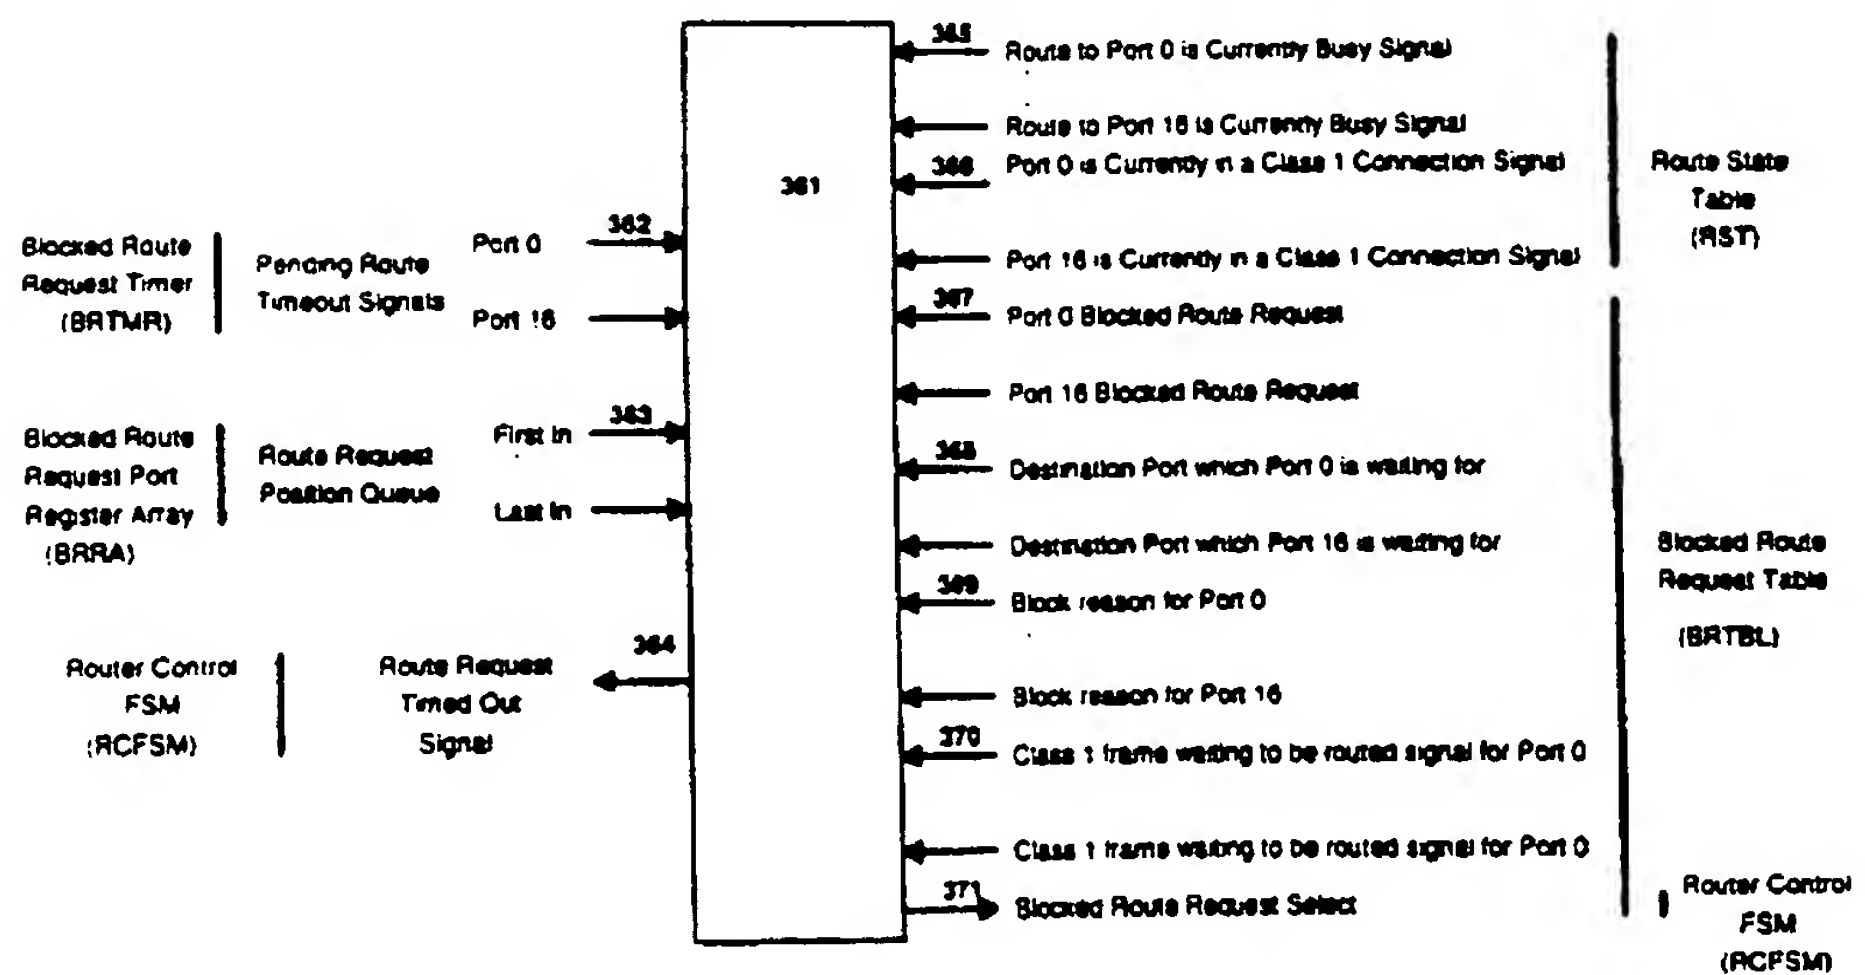 365
Route to Port 0 is Currently Busy Signal
Route to Port 16 is Currently Busy Signal
366
Port 0 is Currently in a Class 1 Connection Signal
Port 16 is Currently in a Class 1 Connection Signal
Route State
Table
(RST)
361
Blocked Route
Request Timer
(BRTMR)
Pending Route
Timeout Signals
Port 0
362
Port 16
367
Port 0 Blocked Route Request
Port 16 Blocked Route Request
Blocked Route
Request Port
Register Array
(BRRA)
Route Request
Position Queue
First In
363
Last In
368
Destination Port which Port 0 is waiting for
Destination Port which Port 16 is waiting for
369
Block reason for Port 0
Block reason for Port 16
Blocked Route
Request Table
(BRTBL)
Router Control
FSM
(RCFSM)
Route Request
Timed Out
Signal
364
370
Class 1 frame waiting to be routed signal for Port 0
Class 1 frame waiting to be routed signal for Port 0
371
Blocked Route Request Select
Router Control
FSM
(RCFSM)